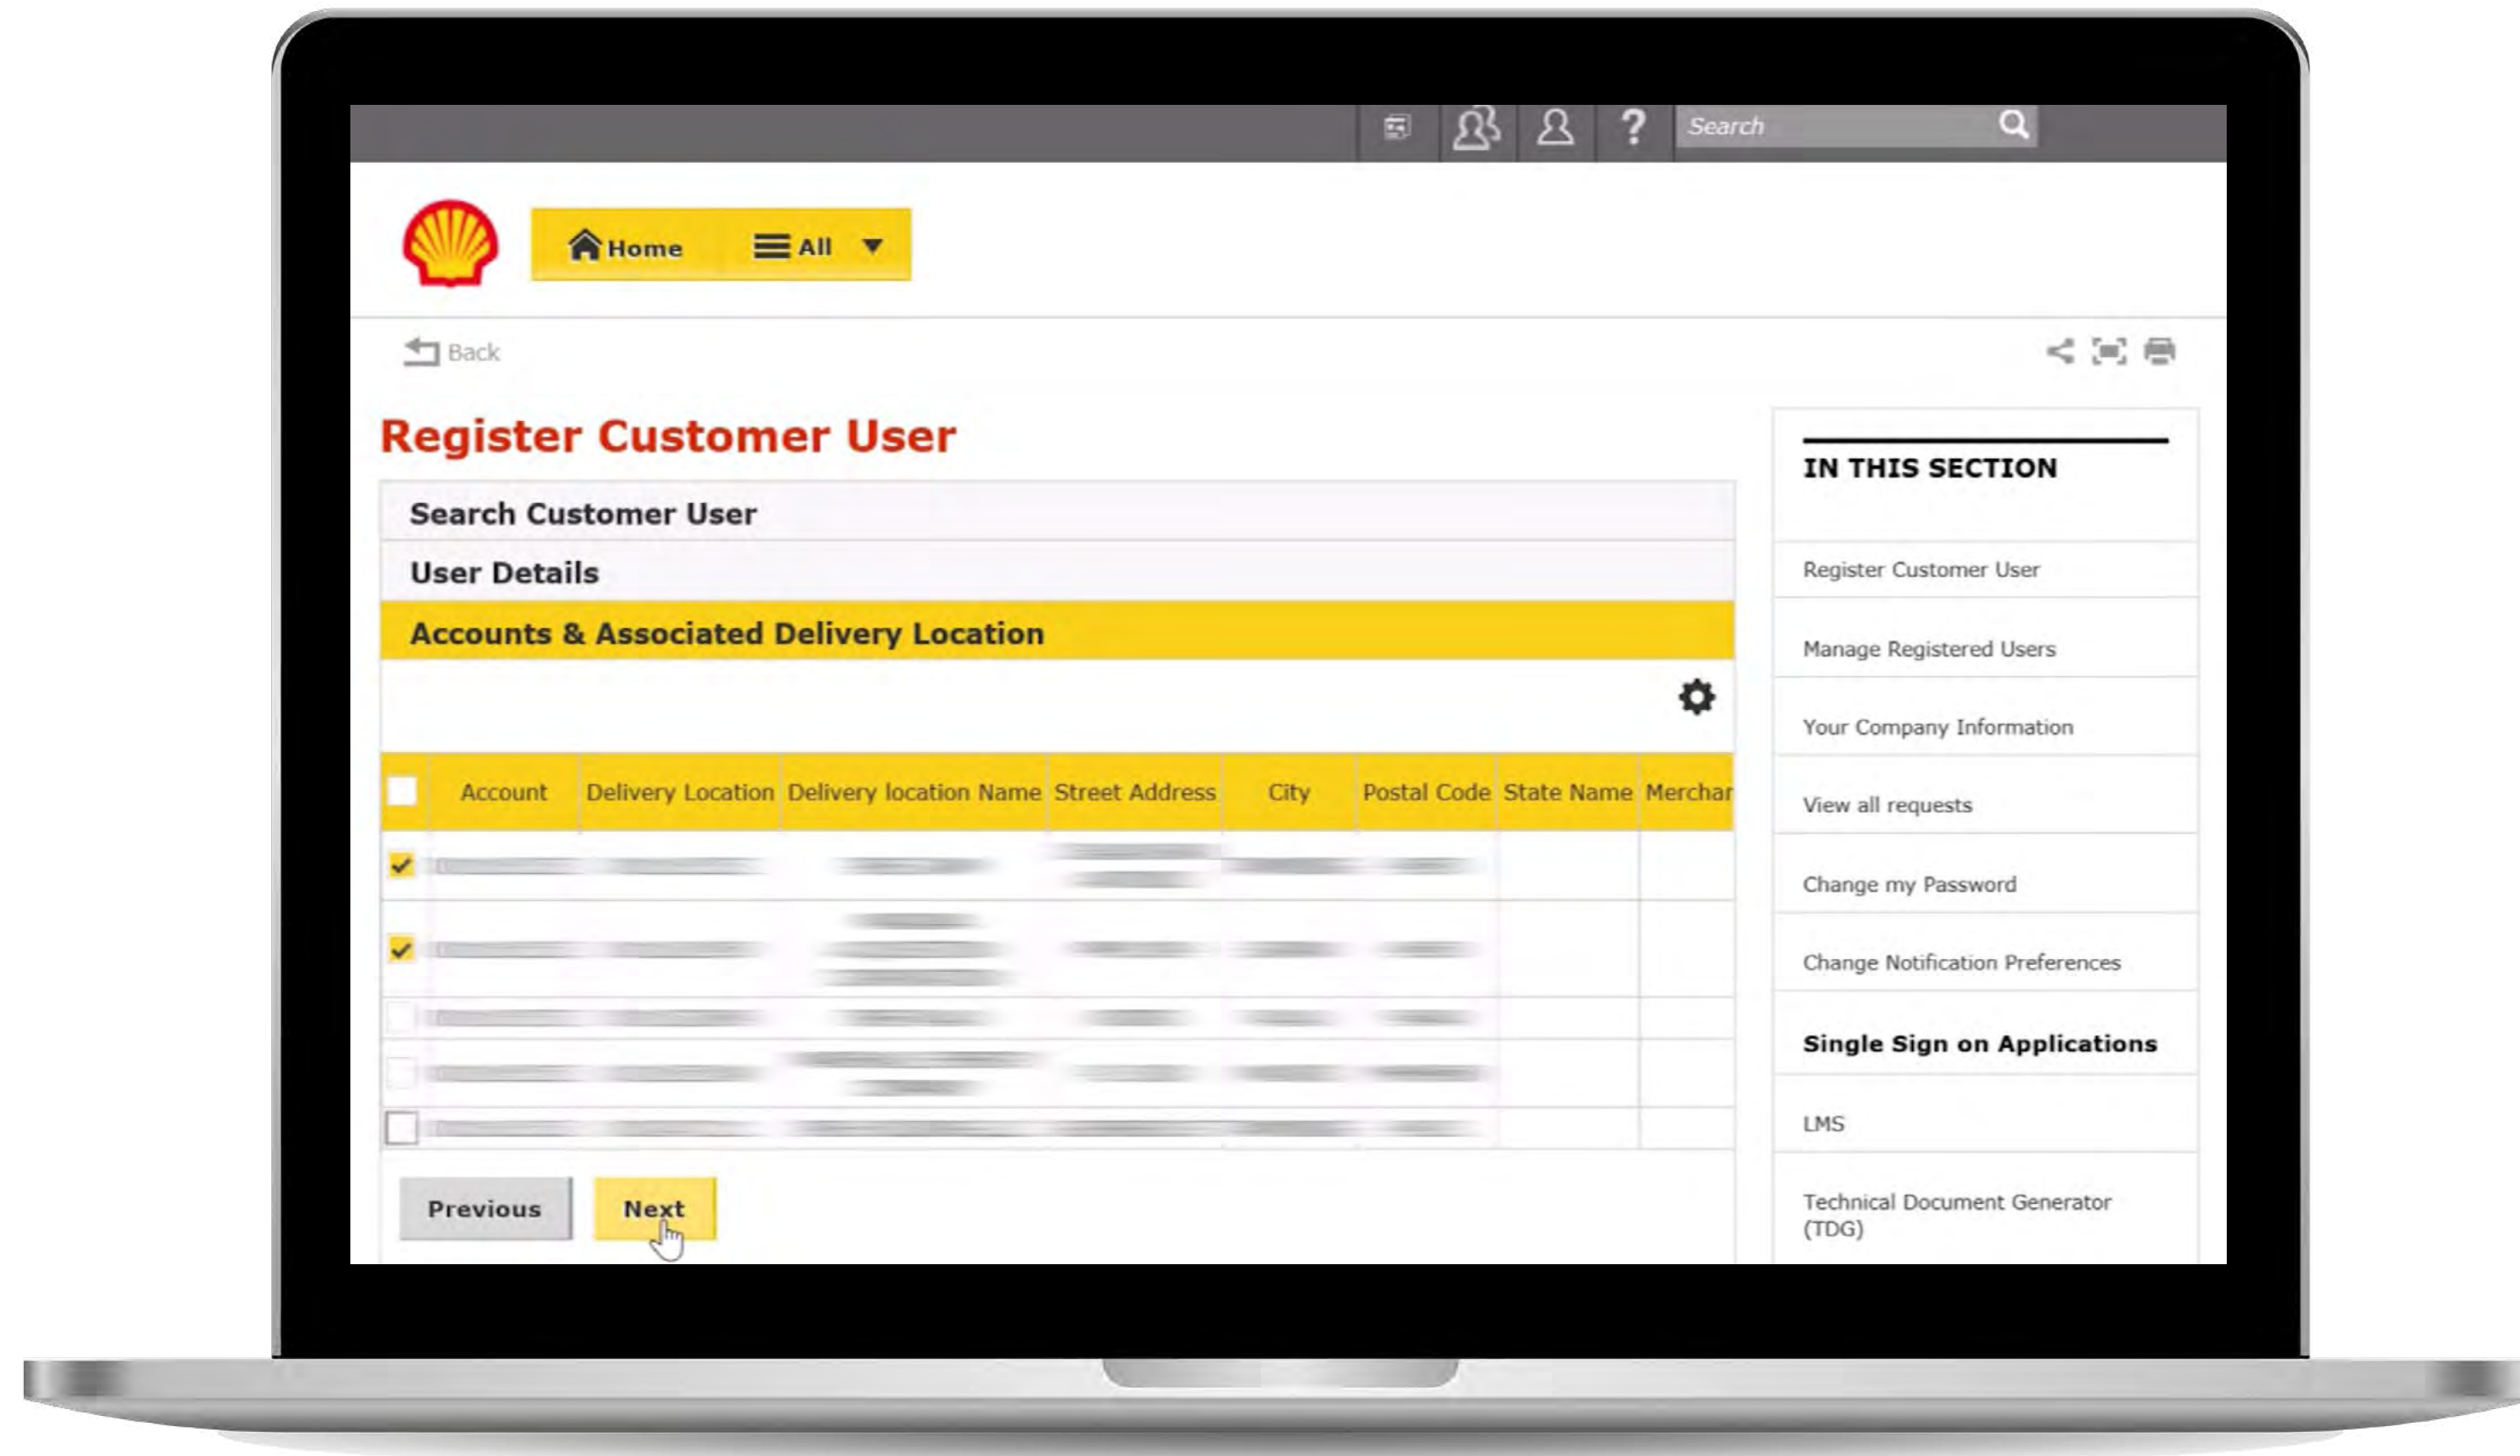 ?
Search
Home
All
Back
Register Customer User
Search Customer User
User Details
Accounts & Associated Delivery Location
Account Delivery Location Delivery location Name Street Address City Postal Code State Name Merchar
Previous
Next
IN THIS SECTION
Register Customer User
Manage Registered Users
Your Company Information
View all requests
Change my Password
Change Notification Preferences
Single Sign on Applications
LMS
Technical Document Generator
(TDG)